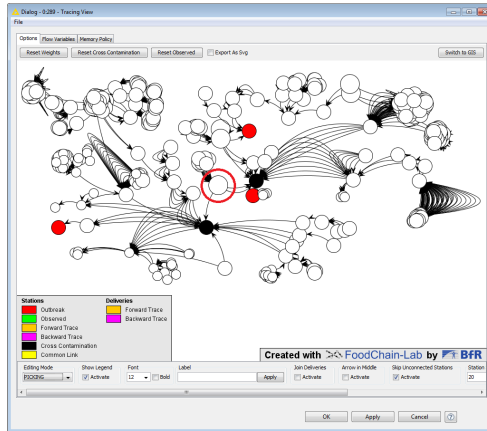 Dialog - 0:289 - Tracing View
File
Options Flow Variables Memory Policy
Reset Weights Reset Cross Contamination Reset Observed Export As Svg Switch to GIS
Stations Deliveries
Outbreak Forward Trace
Observed Backward Trace
Forward Trace
Backward Trace
Cross Contamination
Common Link
Created with FoodChain-Lab by BfR
Editing Mode Show Legend Font Label Join Deliveries Arrow in Middle Skip Unconnected Stations Station
PICKING Activate 12 Bold Apply Activate Activate Activate 20
OK Apply Cancel ?